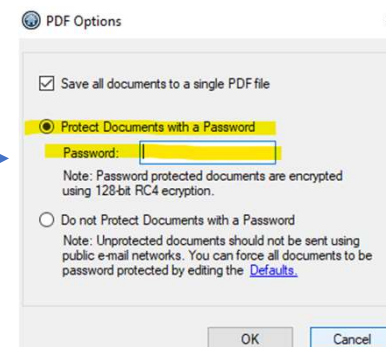 PDF Options
Save all documents to a single PDF file
Protect Documents with a Password
Password:
Note: Password protected documents are encrypted
using 128-bit RC4 ecryption.
Do not Protect Documents with a Password
Note: Unprotected documents should not be sent using
public e-mail networks. You can force all documents to be
password protected by editing the Defaults.
OK Cancel